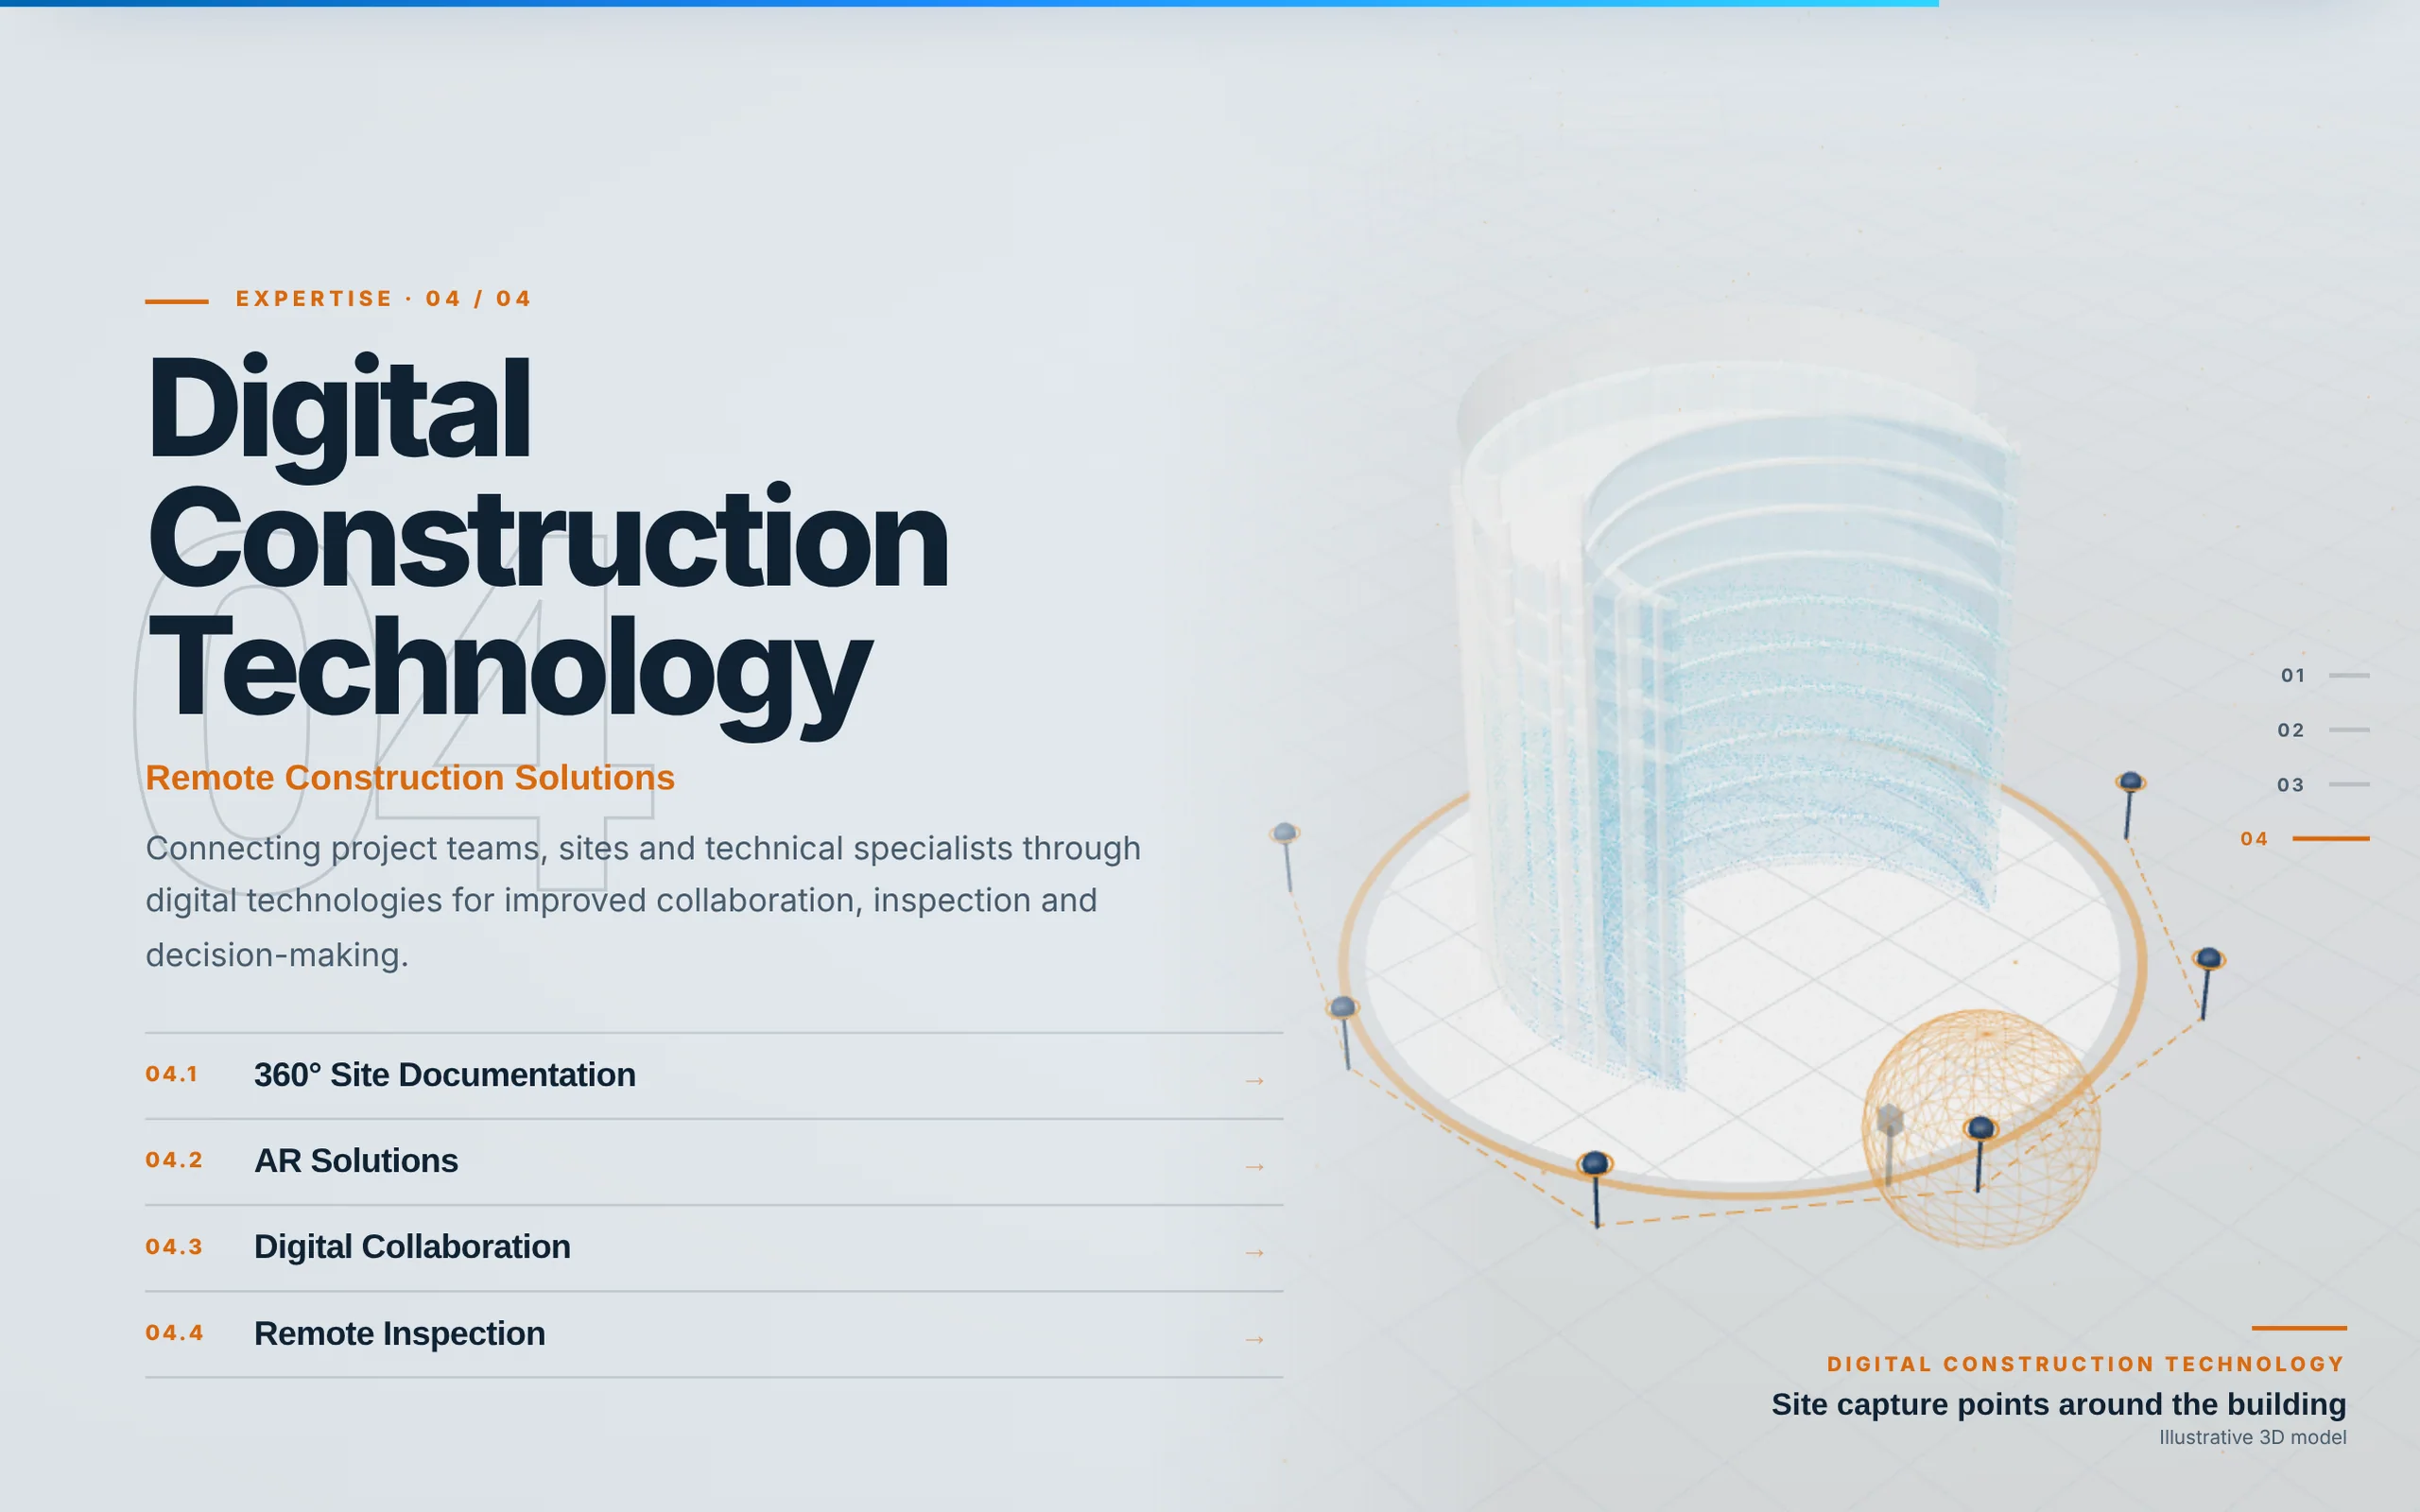 EXPERTISE · 04 / 04
Digital
Construction
Technology
04
Remote Construction Solutions
Connecting project teams, sites and technical specialists through
digital technologies for improved collaboration, inspection and
decision-making.
04.1 360° Site Documentation →
04.2 AR Solutions →
04.3 Digital Collaboration →
04.4 Remote Inspection →
01
02
03
04
DIGITAL CONSTRUCTION TECHNOLOGY
Site capture points around the building
Illustrative 3D model